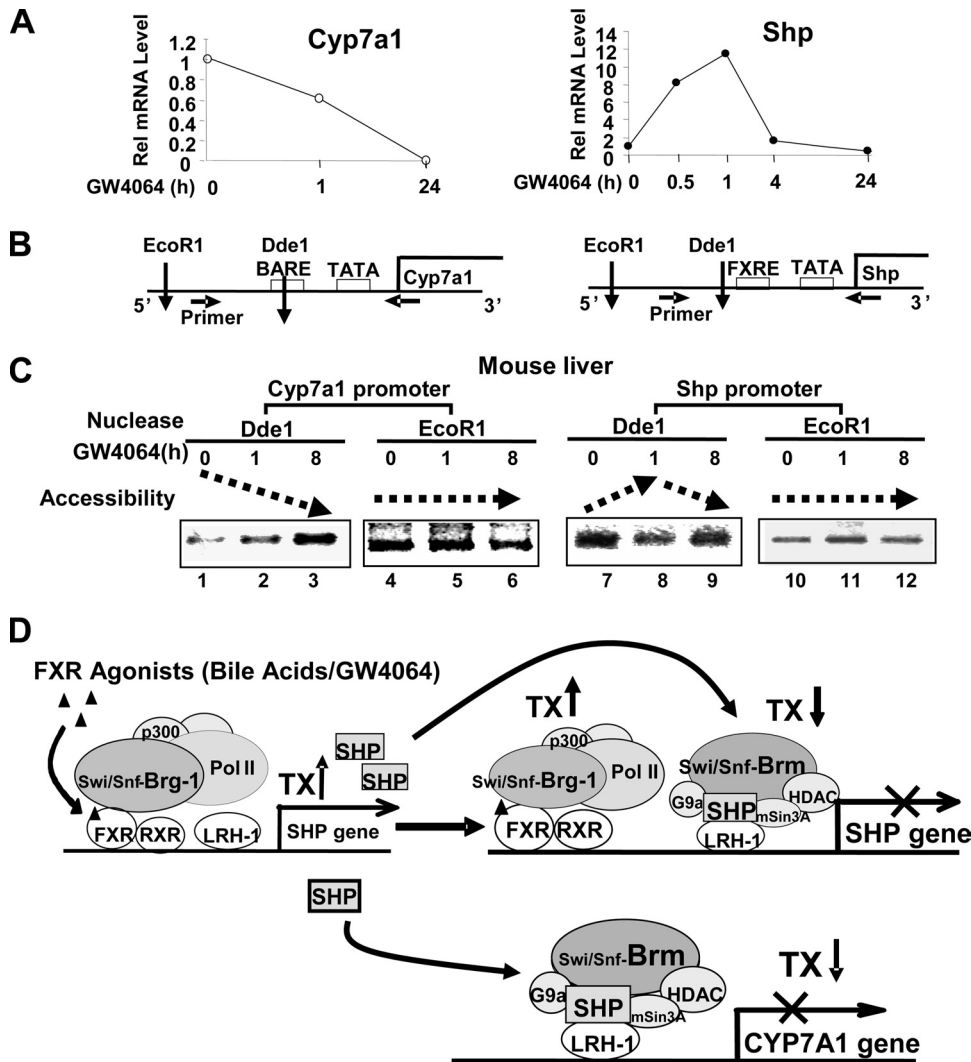 A
Cyp7a1
Rel mRNA Level
1.2
1
0.8
0.6
0.4
0.2
0
GW4064 (h) 0 1 24
Shp
Rel mRNA Level
14
12
10
8
6
4
2
0
GW4064 (h) 0 0.5 1 4 24
B
EcoR1 Dde1
BARE TATA
Cyp7a1
5' Primer 3'
EcoR1 Dde1
FXRE TATA
Shp
5' Primer 3'
C
Mouse liver
Cyp7a1 promoter Shp promoter
Nuclease Dde1 EcoR1 Dde1 EcoR1
GW4064(h) 0 1 8 0 1 8 0 1 8 0 1 8
Accessibility
1 2 3 4 5 6 7 8 9 10 11 12
D
FXR Agonists (Bile Acids/GW4064)
p300
Swi/Snf-Brg-1 Pol II
FXR RXR LRH-1
TX
SHP
SHP
SHP gene
TX
p300
Swi/Snf-Brg-1 Pol II
FXR RXR
TX
Swi/Snf-Brm
G9a SHP mSin3A HDAC
LRH-1
SHP gene
SHP
Swi/Snf-Brm
G9a SHP mSin3A HDAC
LRH-1
TX
CYP7A1 gene